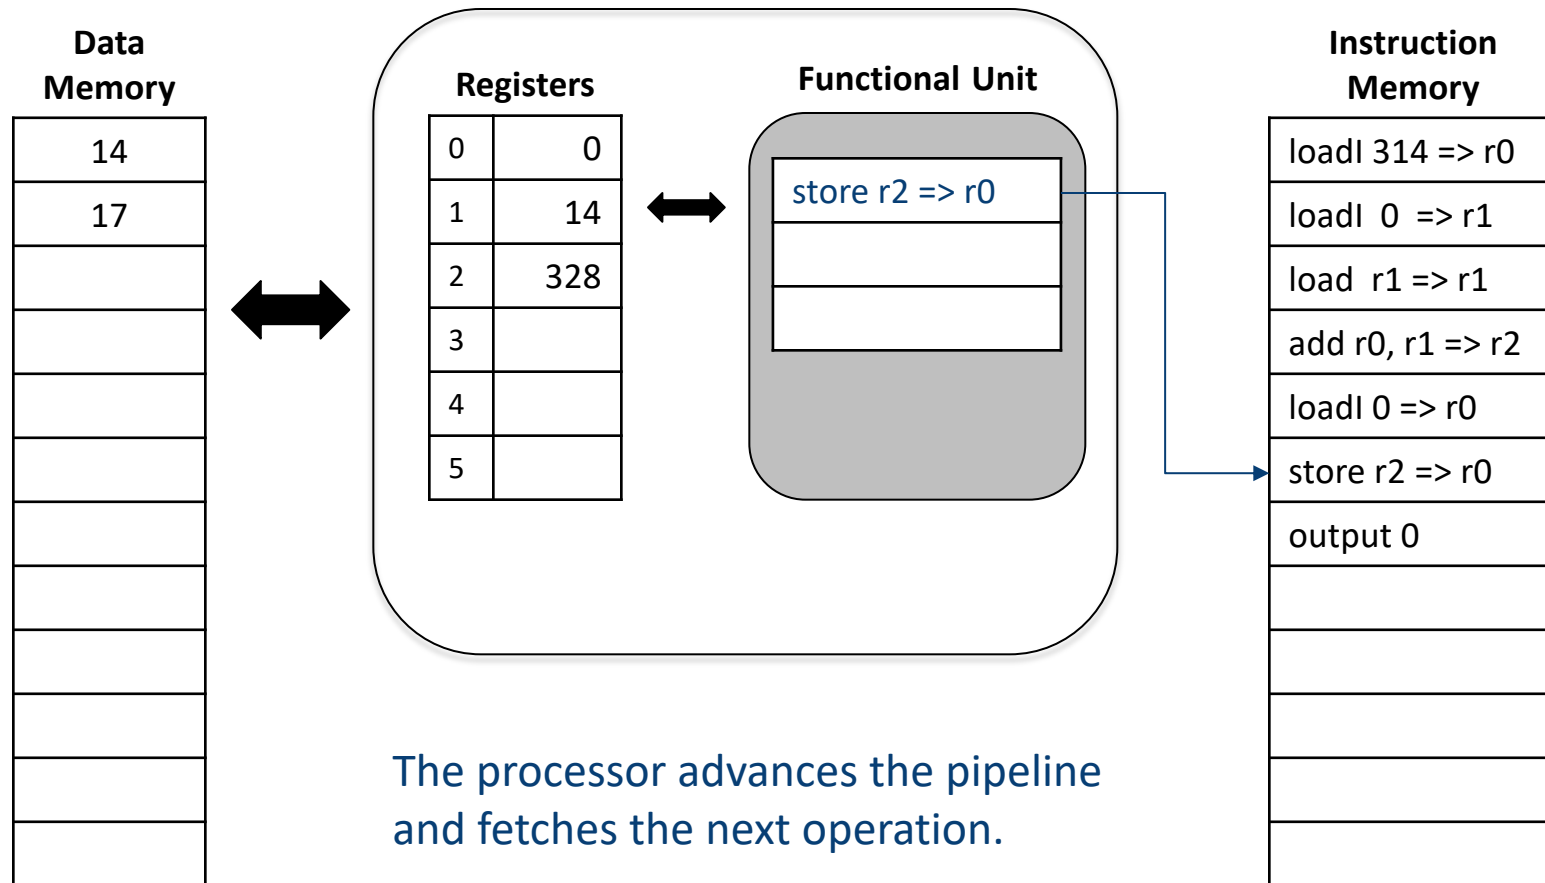 Data
Memory
14
17
Registers
0 0
1 14
2 328
3
4
5
Functional Unit
store r2 => r0
Instruction
Memory
loadI 314 => r0
loadI 0 => r1
load r1 => r1
add r0, r1 => r2
loadI 0 => r0
store r2 => r0
output 0
The processor advances the pipeline
and fetches the next operation.